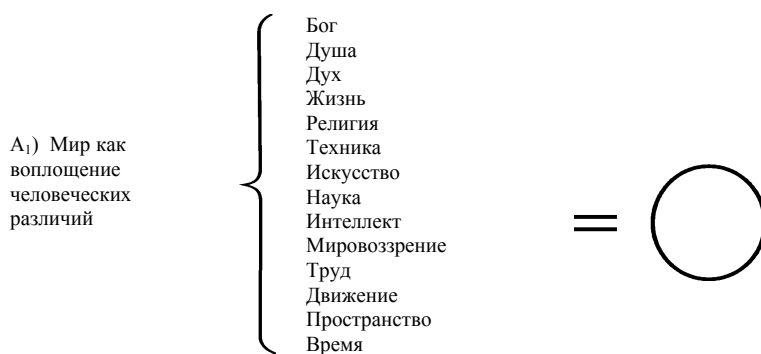 А₁) Мир как
воплощение
человеческих
различий
Бог
Душа
Дух
Жизнь
Религия
Техника
Искусство
Наука
Интеллект
Мировоззрение
Труд
Движение
Пространство
Время
=